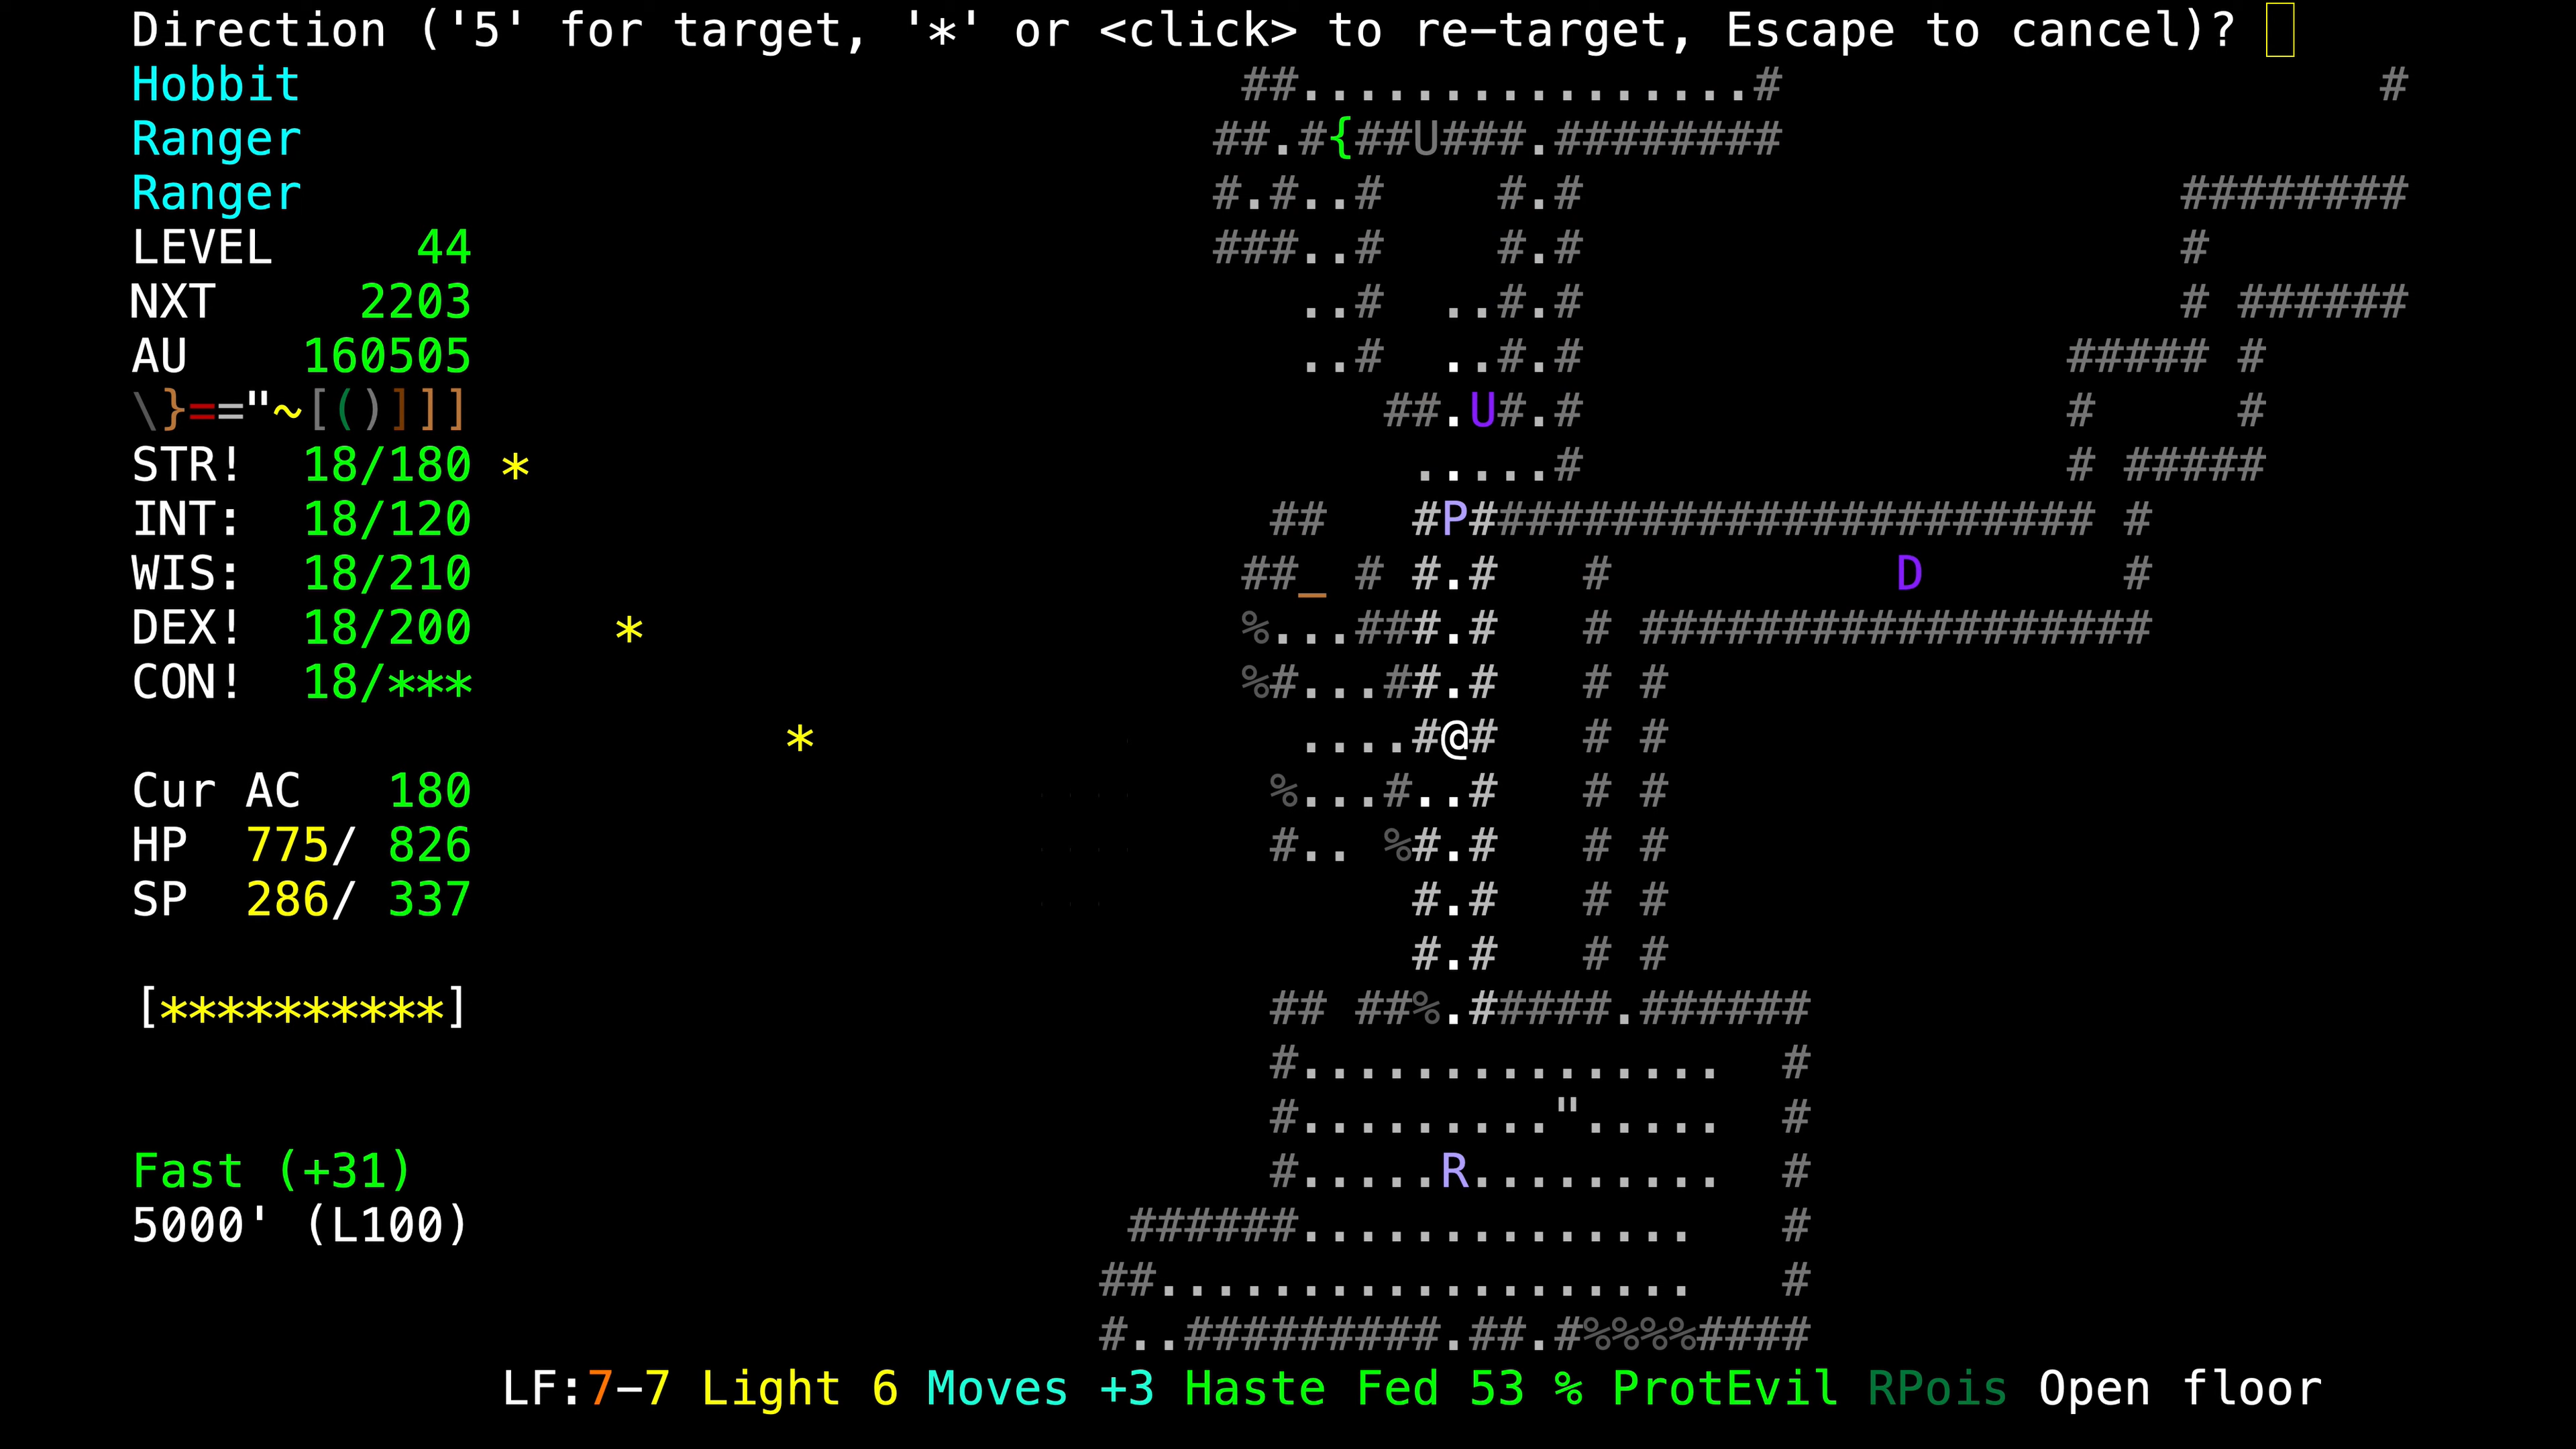 Direction ('5' for target, '*' or <click> to re-target, Escape to cancel)?
Hobbit ##................# #
Ranger ##.#{##U###.########
Ranger #.#..# #.# ########
LEVEL 44 ###..# #.# #
NXT 2203 ..# ..#.# # ######
AU 160505 ..# ..#.# ##### #
\}=="~[()]]] ##.U#.# # #
STR! 18/180 * .....# # #####
INT: 18/120 ## #P###################### #
WIS: 18/210 ##_ # #.# # D #
DEX! 18/200 * %...###.# # ##################
CON! 18/*** %#...##.# # #
* ....#@# # #
Cur AC 180 %...#..# # #
HP 775/ 826 #.. %#.# # #
SP 286/ 337 #.# # #
#.# # #
[**********] ## ##%.#####.######
#............... #
#.........".....  #
Fast (+31) #.....R......... #
5000' (L100) ######.............. #
##................... #
#..#########.##.#%%%%####
LF:7-7 Light 6 Moves +3 Haste Fed 53 % ProtEvil RPois Open floor